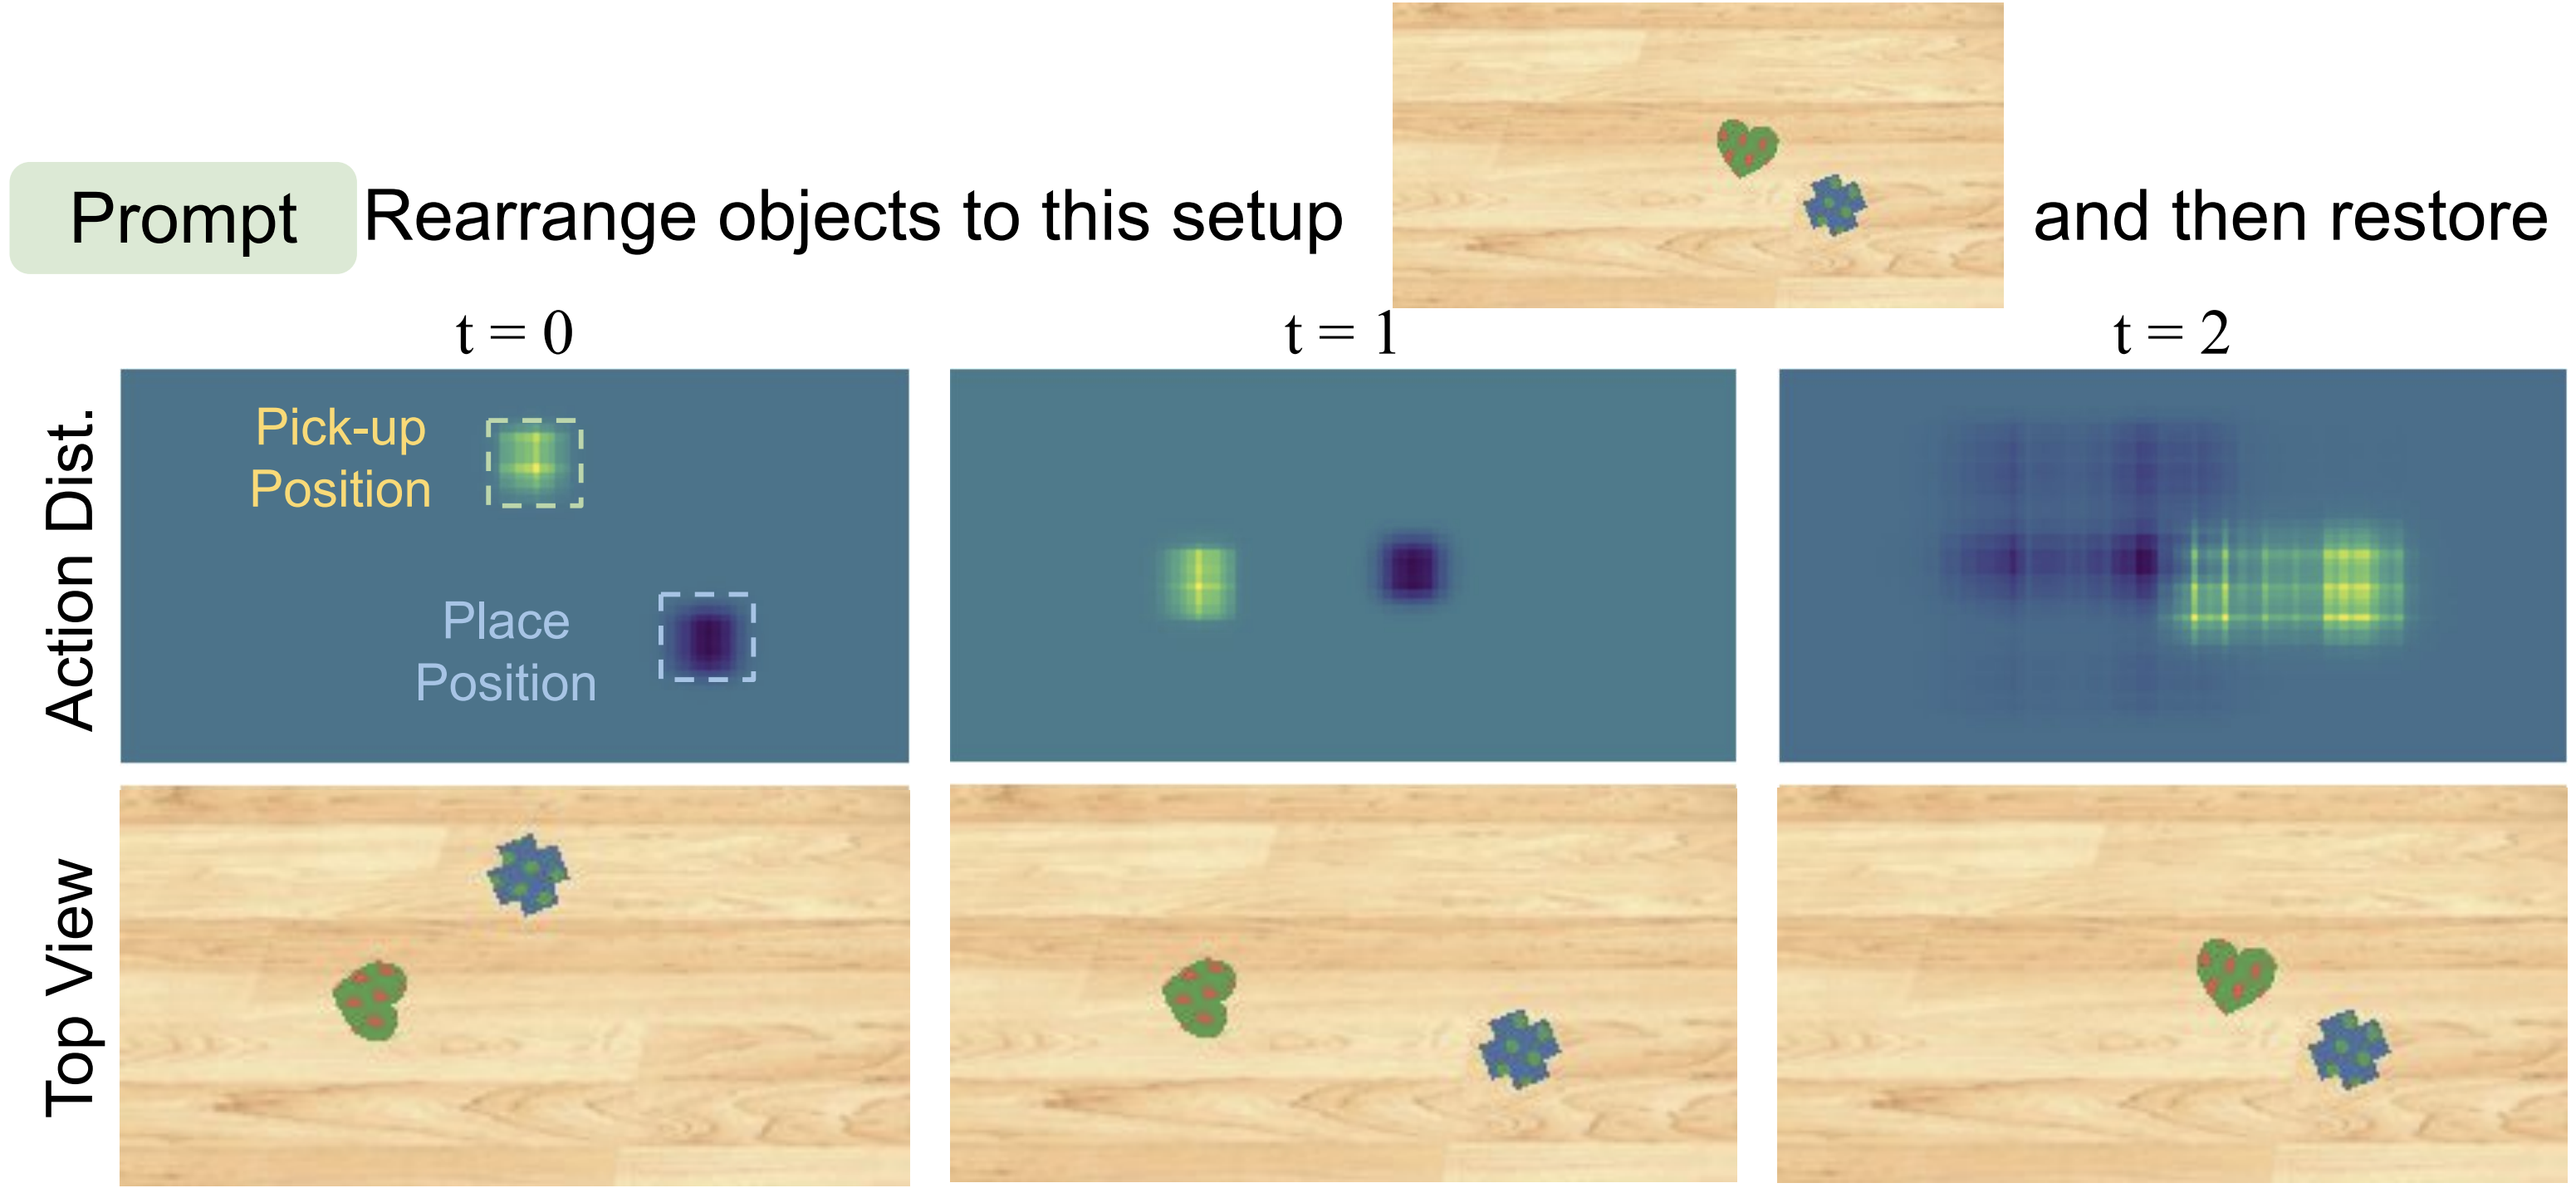 Prompt Rearrange objects to this setup and then restore
t = 0 t = 1 t = 2
Action Dist.
Pick-up
Position
Place
Position
Top View